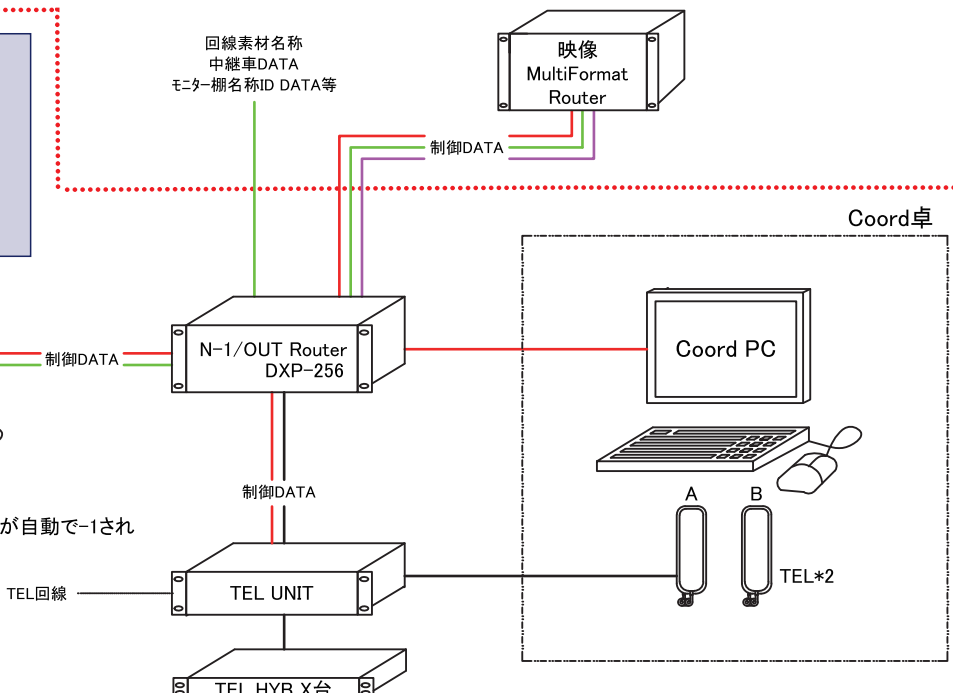 回線素材名称
中継車DATA
ﾓﾆﾀｰ棚名称ID DATA等
映像
MultiFormat
Router
制御DATA
Coord卓
N-1/OUT Router
DXP-256
制御DATA
Coord PC
制御DATA
A
B
が自動で-1され
TEL*2
TEL回線
TEL UNIT
TEL HYB X台